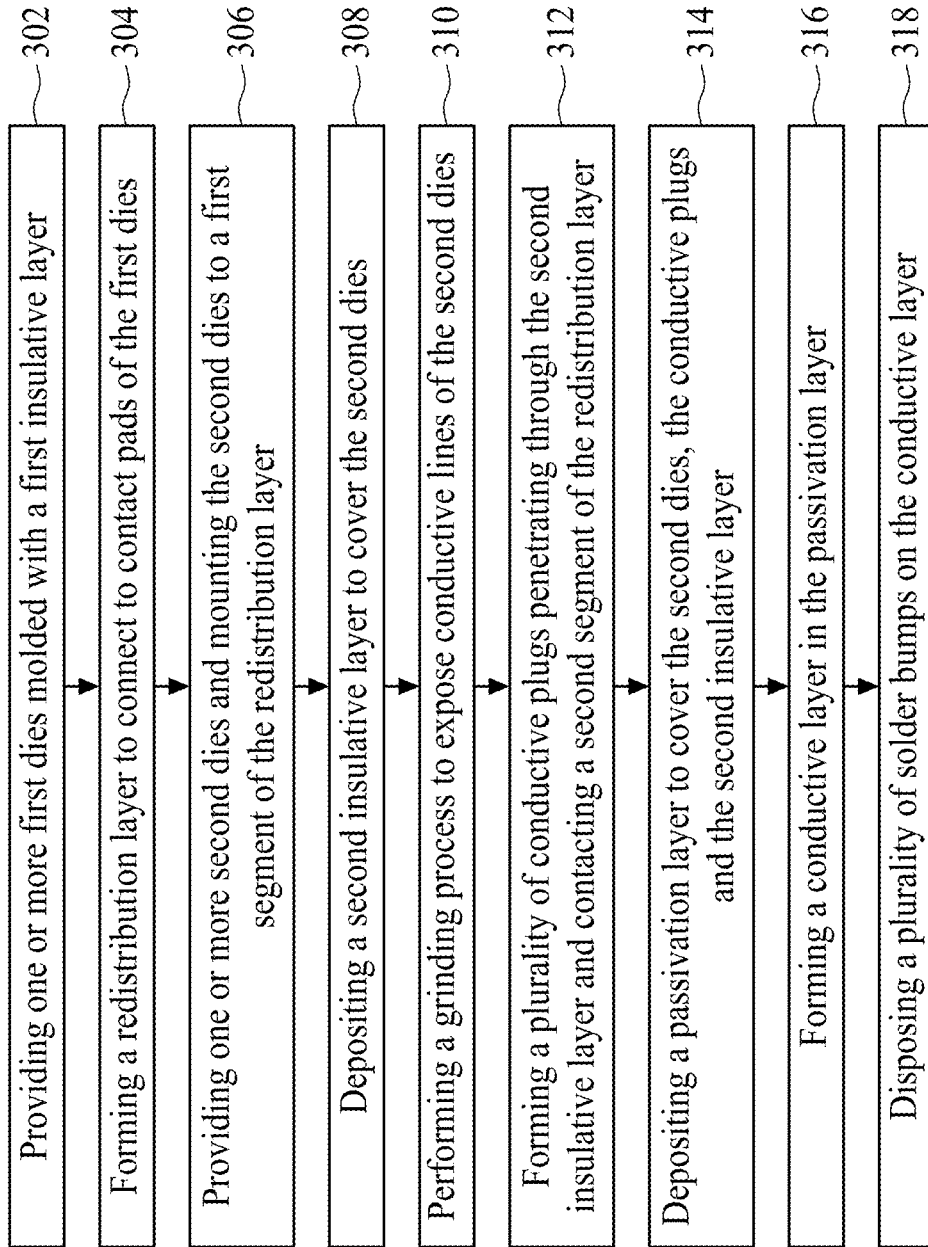 Providing one or more first dies molded with a first insulative layer
302
Forming a redistribution layer to connect to contact pads of the first dies
304
Providing one or more second dies and mounting the second dies to a first
segment of the redistribution layer
306
Depositing a second insulative layer to cover the second dies
308
Performing a grinding process to expose conductive lines of the second dies
310
Forming a plurality of conductive plugs penetrating through the second
insulative layer and contacting a second segment of the redistribution layer
312
Depositing a passivation layer to cover the second dies, the conductive plugs
and the second insulative layer
314
Forming a conductive layer in the passivation layer
316
Disposing a plurality of solder bumps on the conductive layer
318